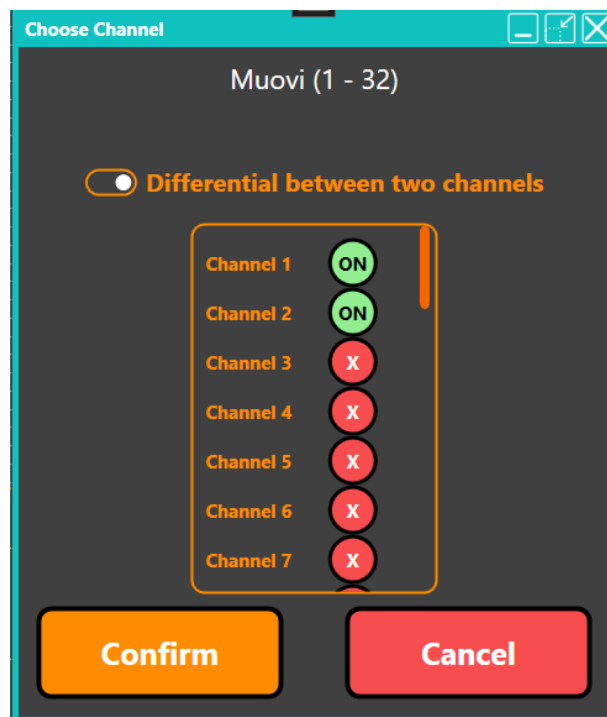 Choose Channel
Muovi (1 - 32)
Differential between two channels
Channel 1 ON
Channel 2 ON
Channel 3 X
Channel 4 X
Channel 5 X
Channel 6 X
Channel 7 X
Confirm Cancel